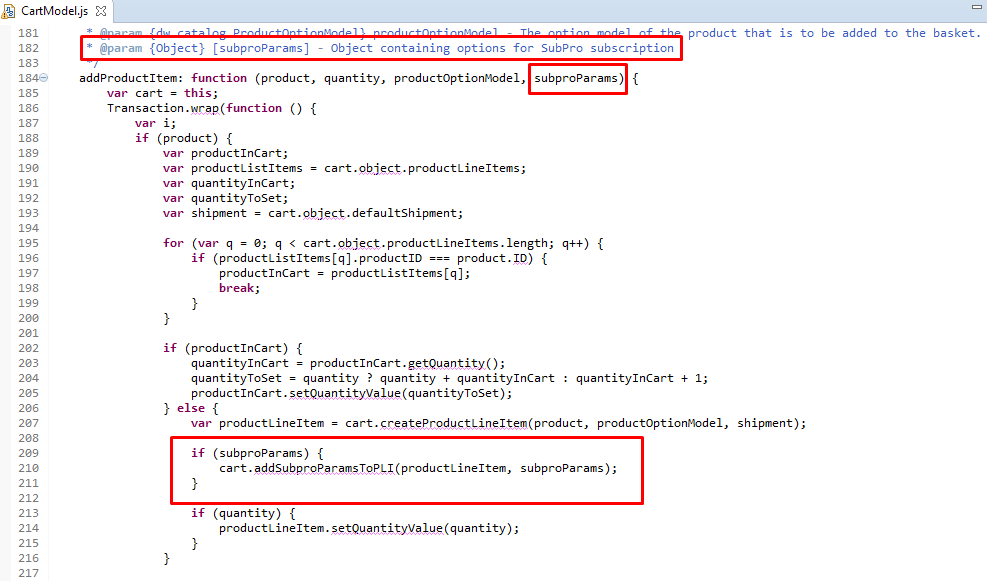 CartModel.js
181 * @param {dw.catalog.ProductOptionModel} productOptionModel - The option model of the product that is to be added to the basket.
182 * @param {Object} [subproParams] - Object containing options for SubPro subscription
183 */
184 addProductItem: function (product, quantity, productOptionModel, subproParams) {
185 var cart = this;
186 Transaction.wrap(function () {
187 var i;
188 if (product) {
189 var productInCart;
190 var productListItems = cart.object.productLineItems;
191 var quantityInCart;
192 var quantityToSet;
193 var shipment = cart.object.defaultShipment;
194
195 for (var q = 0; q < cart.object.productLineItems.length; q++) {
196 if (productListItems[q].productID === product.ID) {
197 productInCart = productListItems[q];
198 break;
199 }
200 }
201
202 if (productInCart) {
203 quantityInCart = productInCart.getQuantity();
204 quantityToSet = quantity ? quantity + quantityInCart : quantityInCart + 1;
205 productInCart.setQuantityValue(quantityToSet);
206 } else {
207 var productLineItem = cart.createProductLineItem(product, productOptionModel, shipment);
208
209 if (subproParams) {
210 cart.addSubproParamsToPLI(productLineItem, subproParams);
211 }
212
213 if (quantity) {
214 productLineItem.setQuantityValue(quantity);
215 }
216 }
217